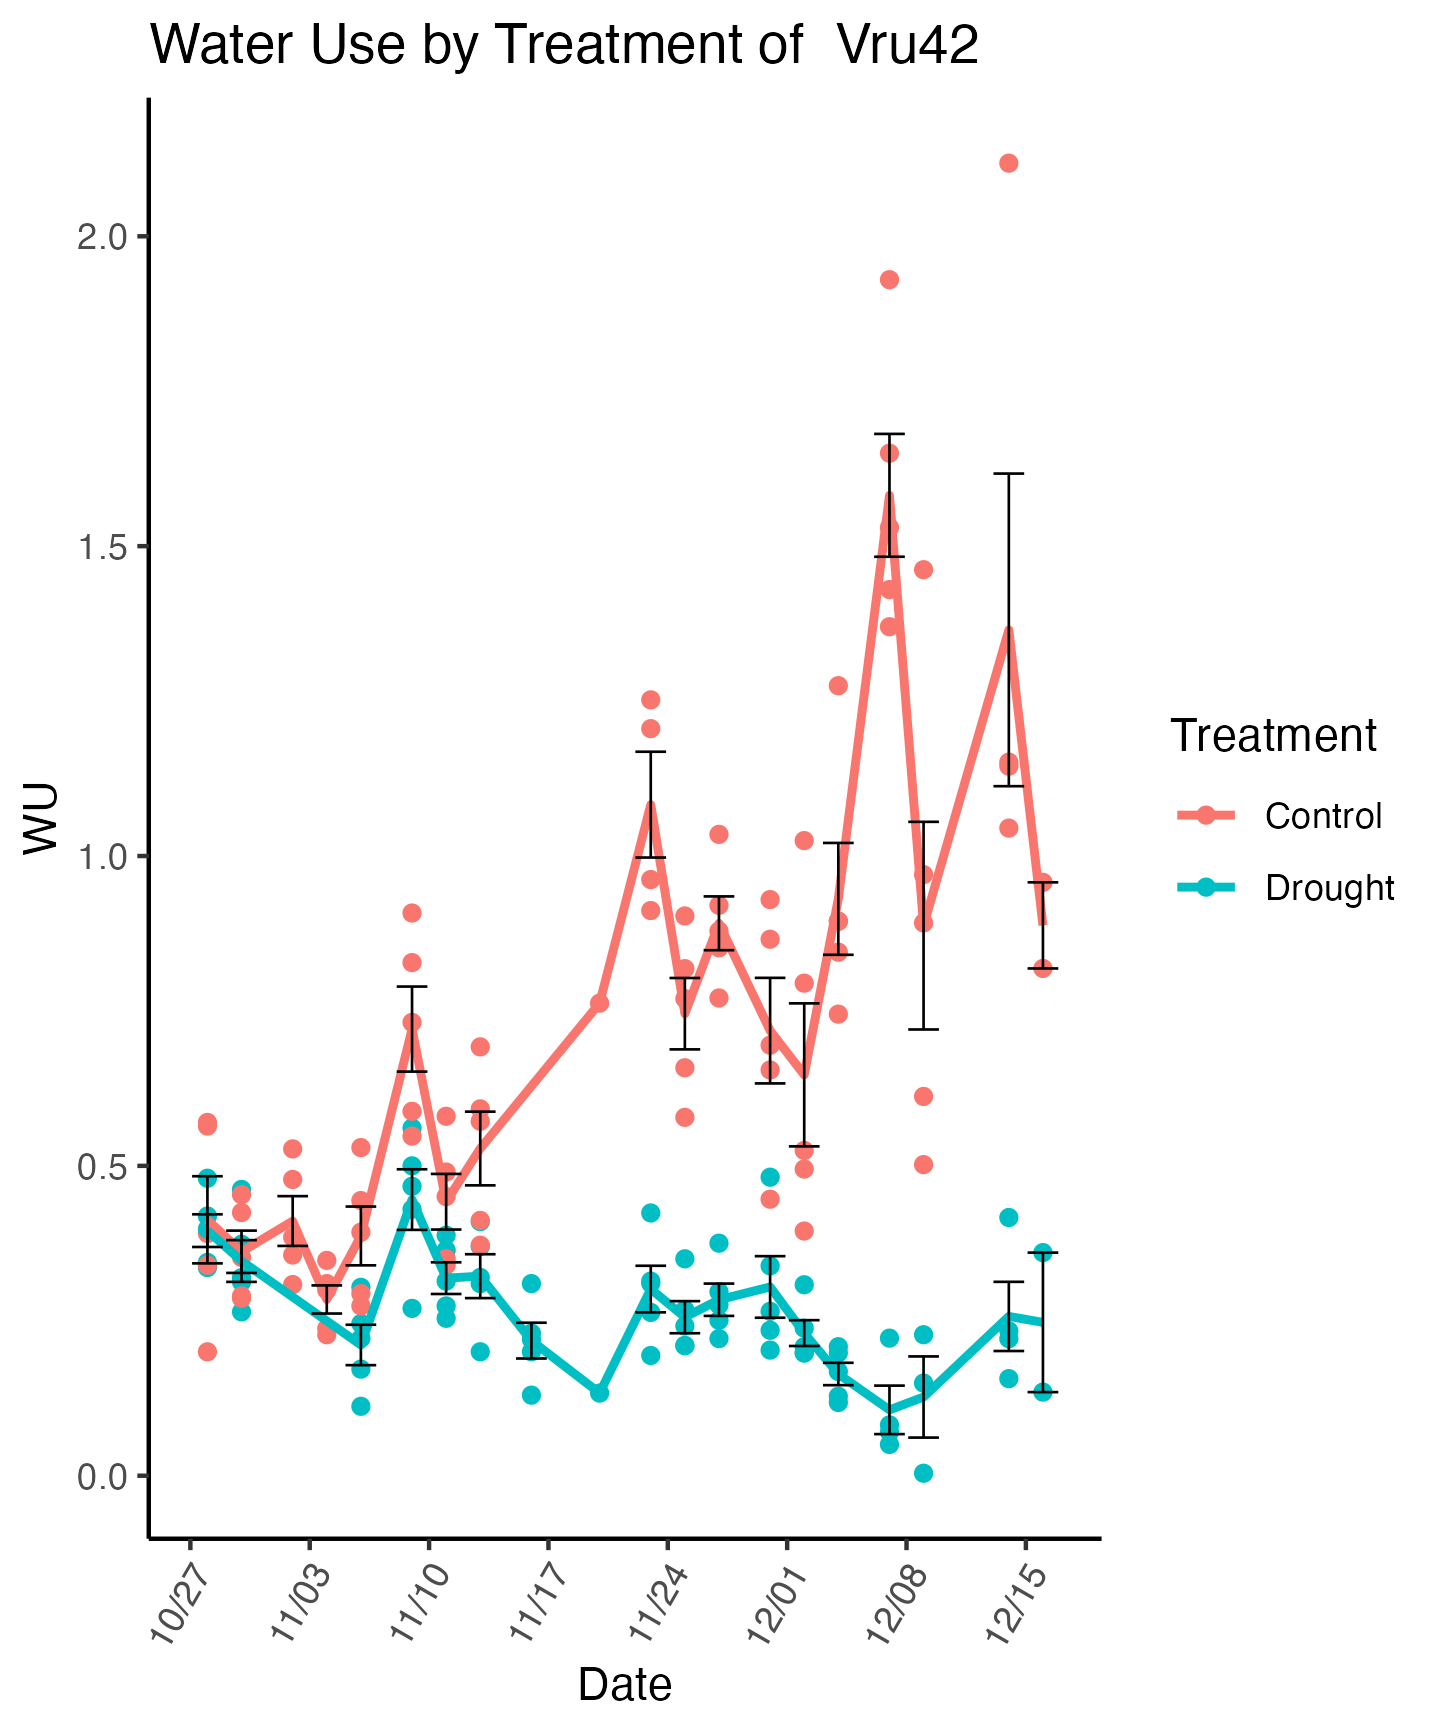 Water Use by Treatment of  Vru42
WU
2.0
1.5
1.0
0.5
0.0
10/27
11/03
11/10
11/17
11/24
12/01
12/08
12/15
Date
Treatment
Control
Drought